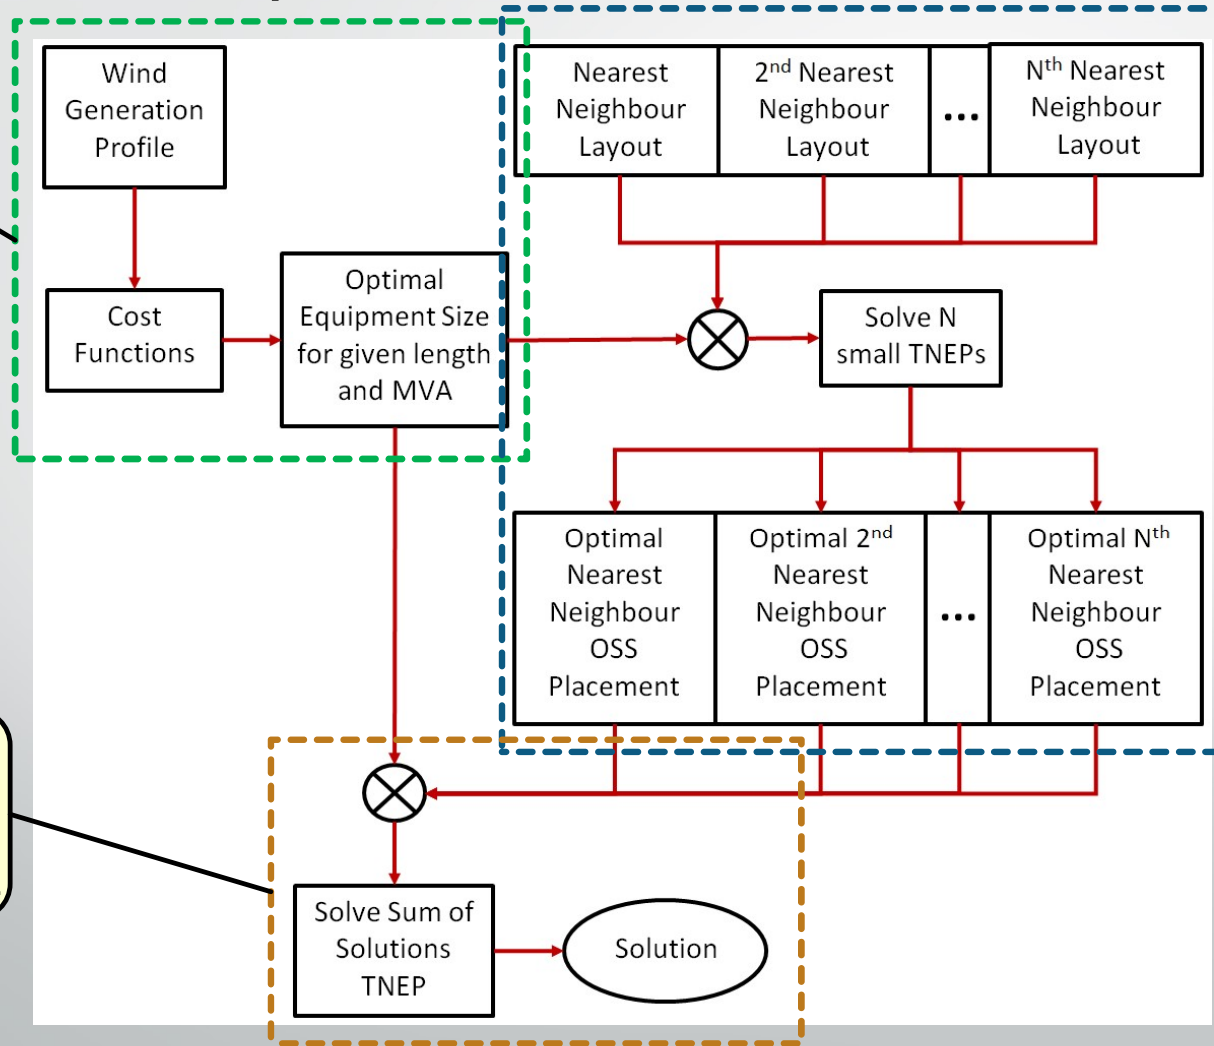 Wind
Generation
Profile
Nearest
Neighbour
Layout
2nd Nearest
Neighbour
Layout
...
Nth Nearest
Neighbour
Layout
Cost
Functions
Optimal
Equipment Size
for given length
and MVA
Solve N
small TNEPs
Optimal
Nearest
Neighbour
OSS
Placement
Optimal 2nd
Nearest
Neighbour
OSS
Placement
...
Optimal Nth
Nearest
Neighbour
OSS
Placement
Solve Sum of
Solutions
TNEP
Solution